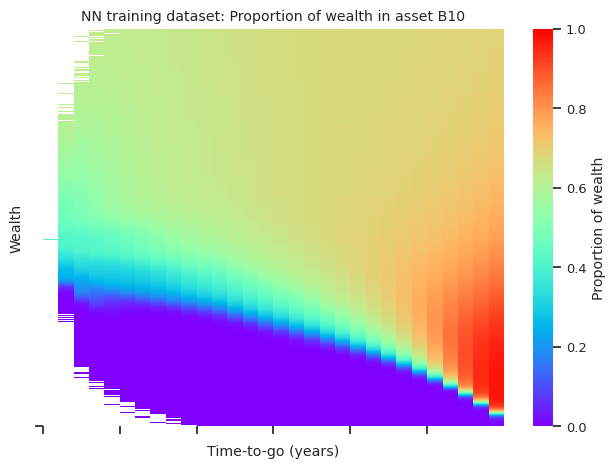 NN training dataset: Proportion of wealth in asset B10
Wealth
Time-to-go (years)
1.0
0.8
0.6
0.4
0.2
0.0
Proportion of wealth